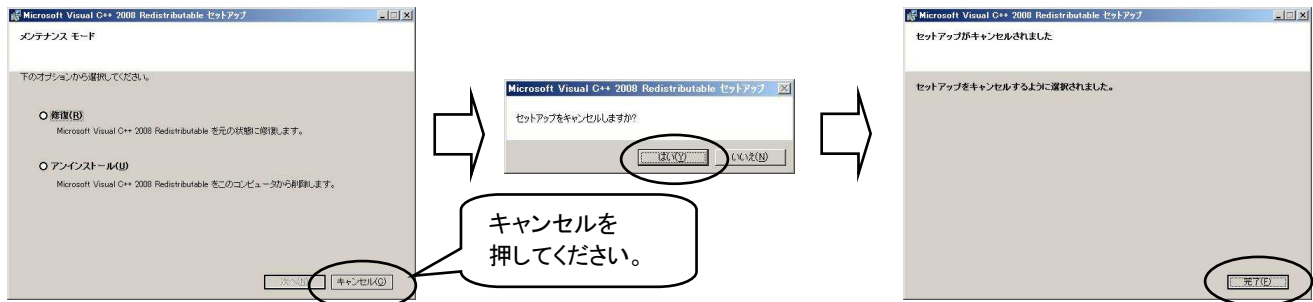 Microsoft Visual C++ 2008 Redistributable セットアップ
メンテナンス モード
下のオプションから選択してください。
修復(R)
Microsoft Visual C++ 2008 Redistributable を元の状態に修復します。
アンインストール(U)
Microsoft Visual C++ 2008 Redistributable をこのコンピュータから削除します。
次へ(N)
キャンセル(C)
キャンセルを
押してください。
Microsoft Visual C++ 2008 Redistributable セットアップ
セットアップをキャンセルしますか?
はい(Y)
いいえ(N)
Microsoft Visual C++ 2008 Redistributable セットアップ
セットアップがキャンセルされました
セットアップをキャンセルするように選択されました。
完了(F)